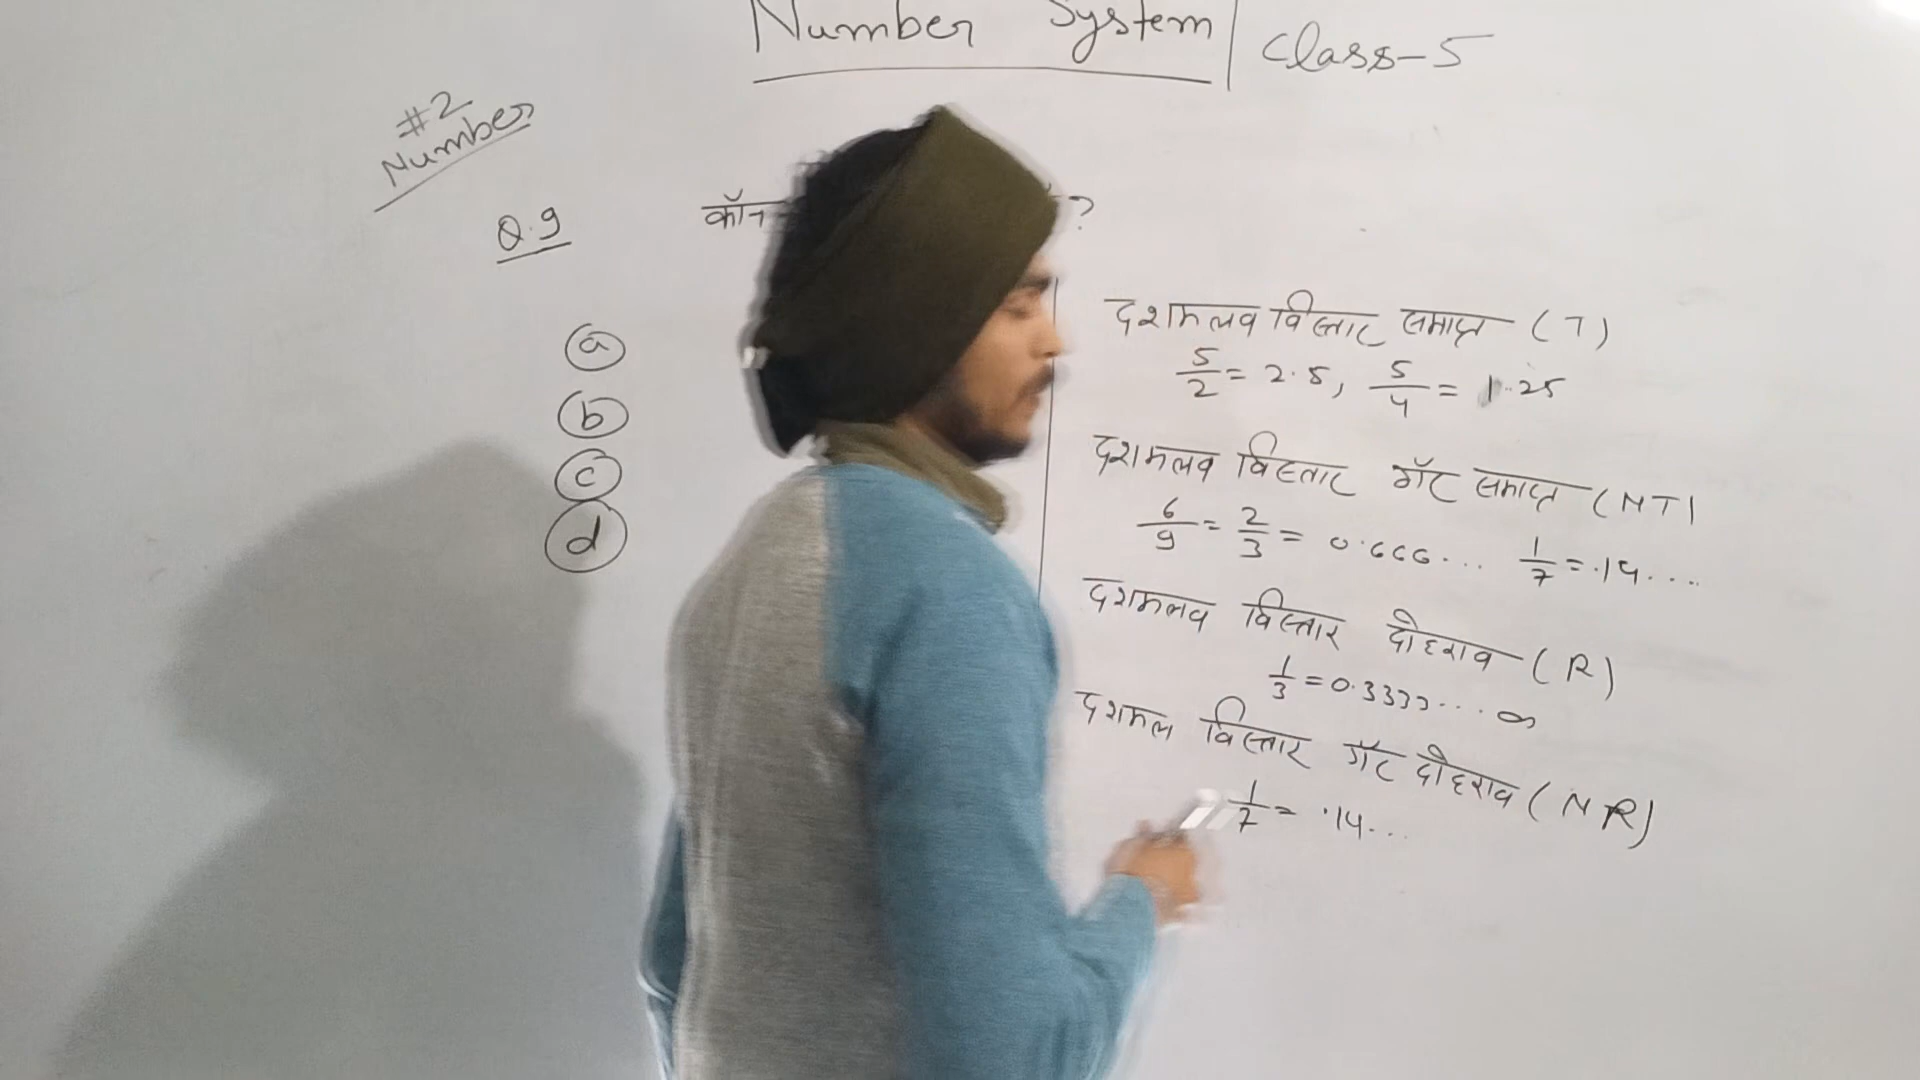 Number System | Class-5
#2
Number
Q.9
?
(a)
(b)
(c)
(d)
दशमलव विस्तार समाप्त (T)
5/2 = 2.5, 5/4 = 1.25
दशमलव विस्तार गॅट समाप्त (NT)
6/9 = 2/3 = 0.666... 1/7 = .14....
दशमलव विस्तार दोहराव (R)
1/3 = 0.3333... ∞
दशमल विस्तार गॅट दोहराव (NR)
1/7 = .14...